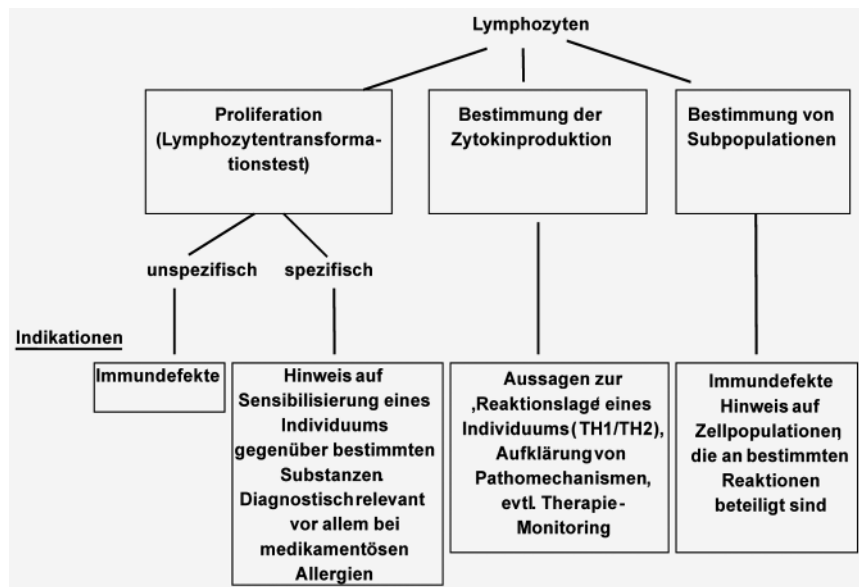 Lymphozyten
Proliferation
(Lymphozytentransforma-
tionstest)
Bestimmung der
Zytokinproduktion
Bestimmung von
Subpopulationen
unspezifisch
spezifisch
Indikationen
Immundefekte
Hinweis auf
Sensibilisierung eines
Individuums
gegenüber bestimmten
Substanzen.
Diagnostisch relevant
vor allem bei
medikamentösen
Allergien
Aussagen zur
‚Reaktionslage‘ eines
Individuums (TH1/TH2),
Aufklärung von
Pathomechanismen,
evtl. Therapie-
Monitoring
Immundefekte
Hinweis auf
Zellpopulationen,
die an bestimmten
Reaktionen
beteiligt sind